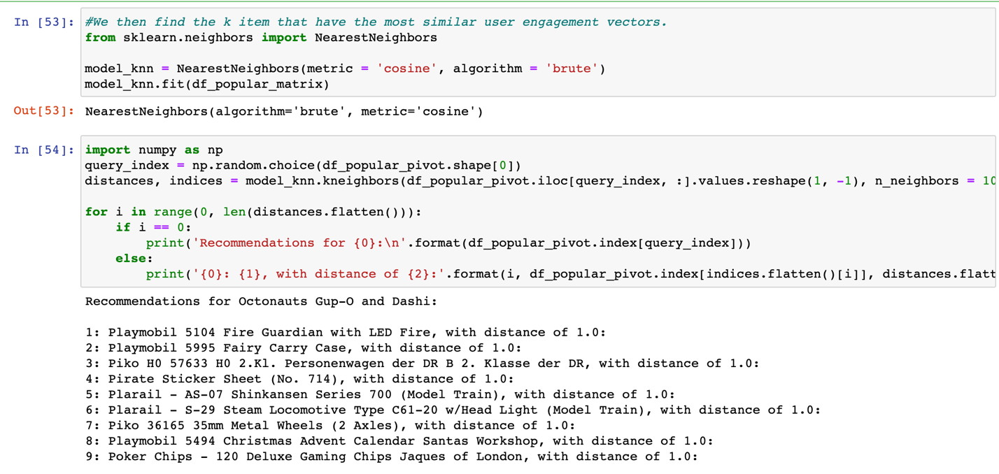 In [53]: #We then find the k item that have the most similar user engagement vectors.
from sklearn.neighbors import NearestNeighbors
model_knn = NearestNeighbors(metric = 'cosine', algorithm = 'brute')
model_knn.fit(df_popular_matrix)
Out[53]: NearestNeighbors(algorithm='brute', metric='cosine')
In [54]: import numpy as np
query_index = np.random.choice(df_popular_pivot.shape[0])
distances, indices = model_knn.kneighbors(df_popular_pivot.iloc[query_index, :].values.reshape(1, -1), n_neighbors = 10
for i in range(0, len(distances.flatten())):
    if i == 0:
        print('Recommendations for {0}:\n'.format(df_popular_pivot.index[query_index]))
    else:
        print('{0}: {1}, with distance of {2}:'.format(i, df_popular_pivot.index[indices.flatten()[i]], distances.flatt
Recommendations for Octonauts Gup-O and Dashi:
1: Playmobil 5104 Fire Guardian with LED Fire, with distance of 1.0:
2: Playmobil 5995 Fairy Carry Case, with distance of 1.0:
3: Piko H0 57633 H0 2.Kl. Personenwagen der DR B 2. Klasse der DR, with distance of 1.0:
4: Pirate Sticker Sheet (No. 714), with distance of 1.0:
5: Plarail - AS-07 Shinkansen Series 700 (Model Train), with distance of 1.0:
6: Plarail - S-29 Steam Locomotive Type C61-20 w/Head Light (Model Train), with distance of 1.0:
7: Piko 36165 35mm Metal Wheels (2 Axles), with distance of 1.0:
8: Playmobil 5494 Christmas Advent Calendar Santas Workshop, with distance of 1.0:
9: Poker Chips - 120 Deluxe Gaming Chips Jaques of London, with distance of 1.0: